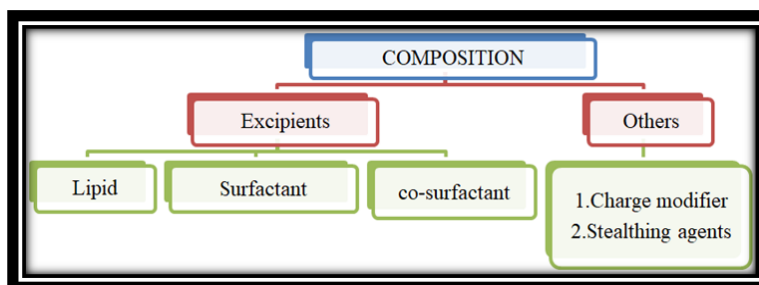 COMPOSITION
Excipients
Others
Lipid
Surfactant
co-surfactant
1.Charge modifier
2.Stealthing agents